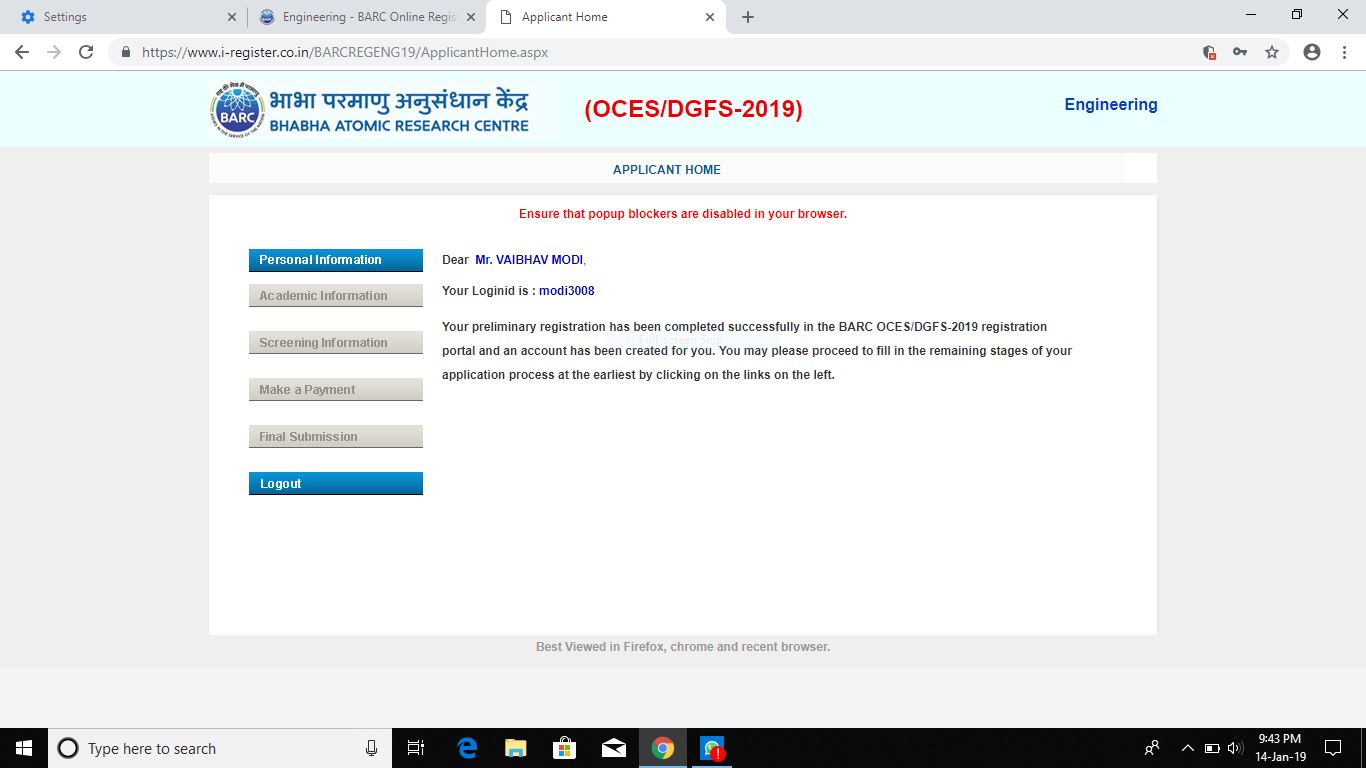 Settings
Engineering - BARC Online Regis
Applicant Home
https://www.i-register.co.in/BARCREGENG19/ApplicantHome.aspx
भाभा परमाणु अनुसंधान केंद्र
BARC
BHABHA ATOMIC RESEARCH CENTRE
(OCES/DGFS-2019)
Engineering
APPLICANT HOME
Ensure that popup blockers are disabled in your browser.
Personal Information
Academic Information
Screening Information
Make a Payment
Final Submission
Logout
Dear Mr. VAIBHAV MODI,
Your Loginid is : modi3008
Your preliminary registration has been completed successfully in the BARC OCES/DGFS-2019 registration
Full-screen Snip
portal and an account has been created for you. You may please proceed to fill in the remaining stages of your
application process at the earliest by clicking on the links on the left.
Best Viewed in Firefox, chrome and recent browser.
Type here to search
9:43 PM
14-Jan-19